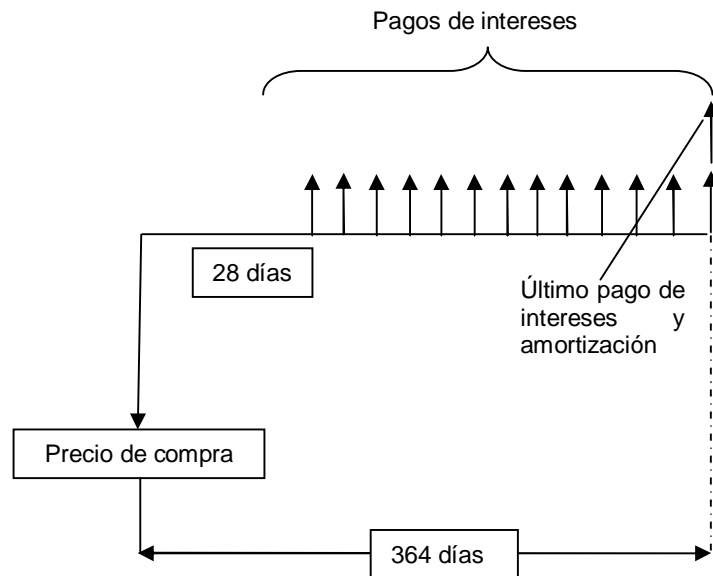 Pagos de intereses
28 días
Último pago de
intereses y
amortización
Precio de compra
364 días